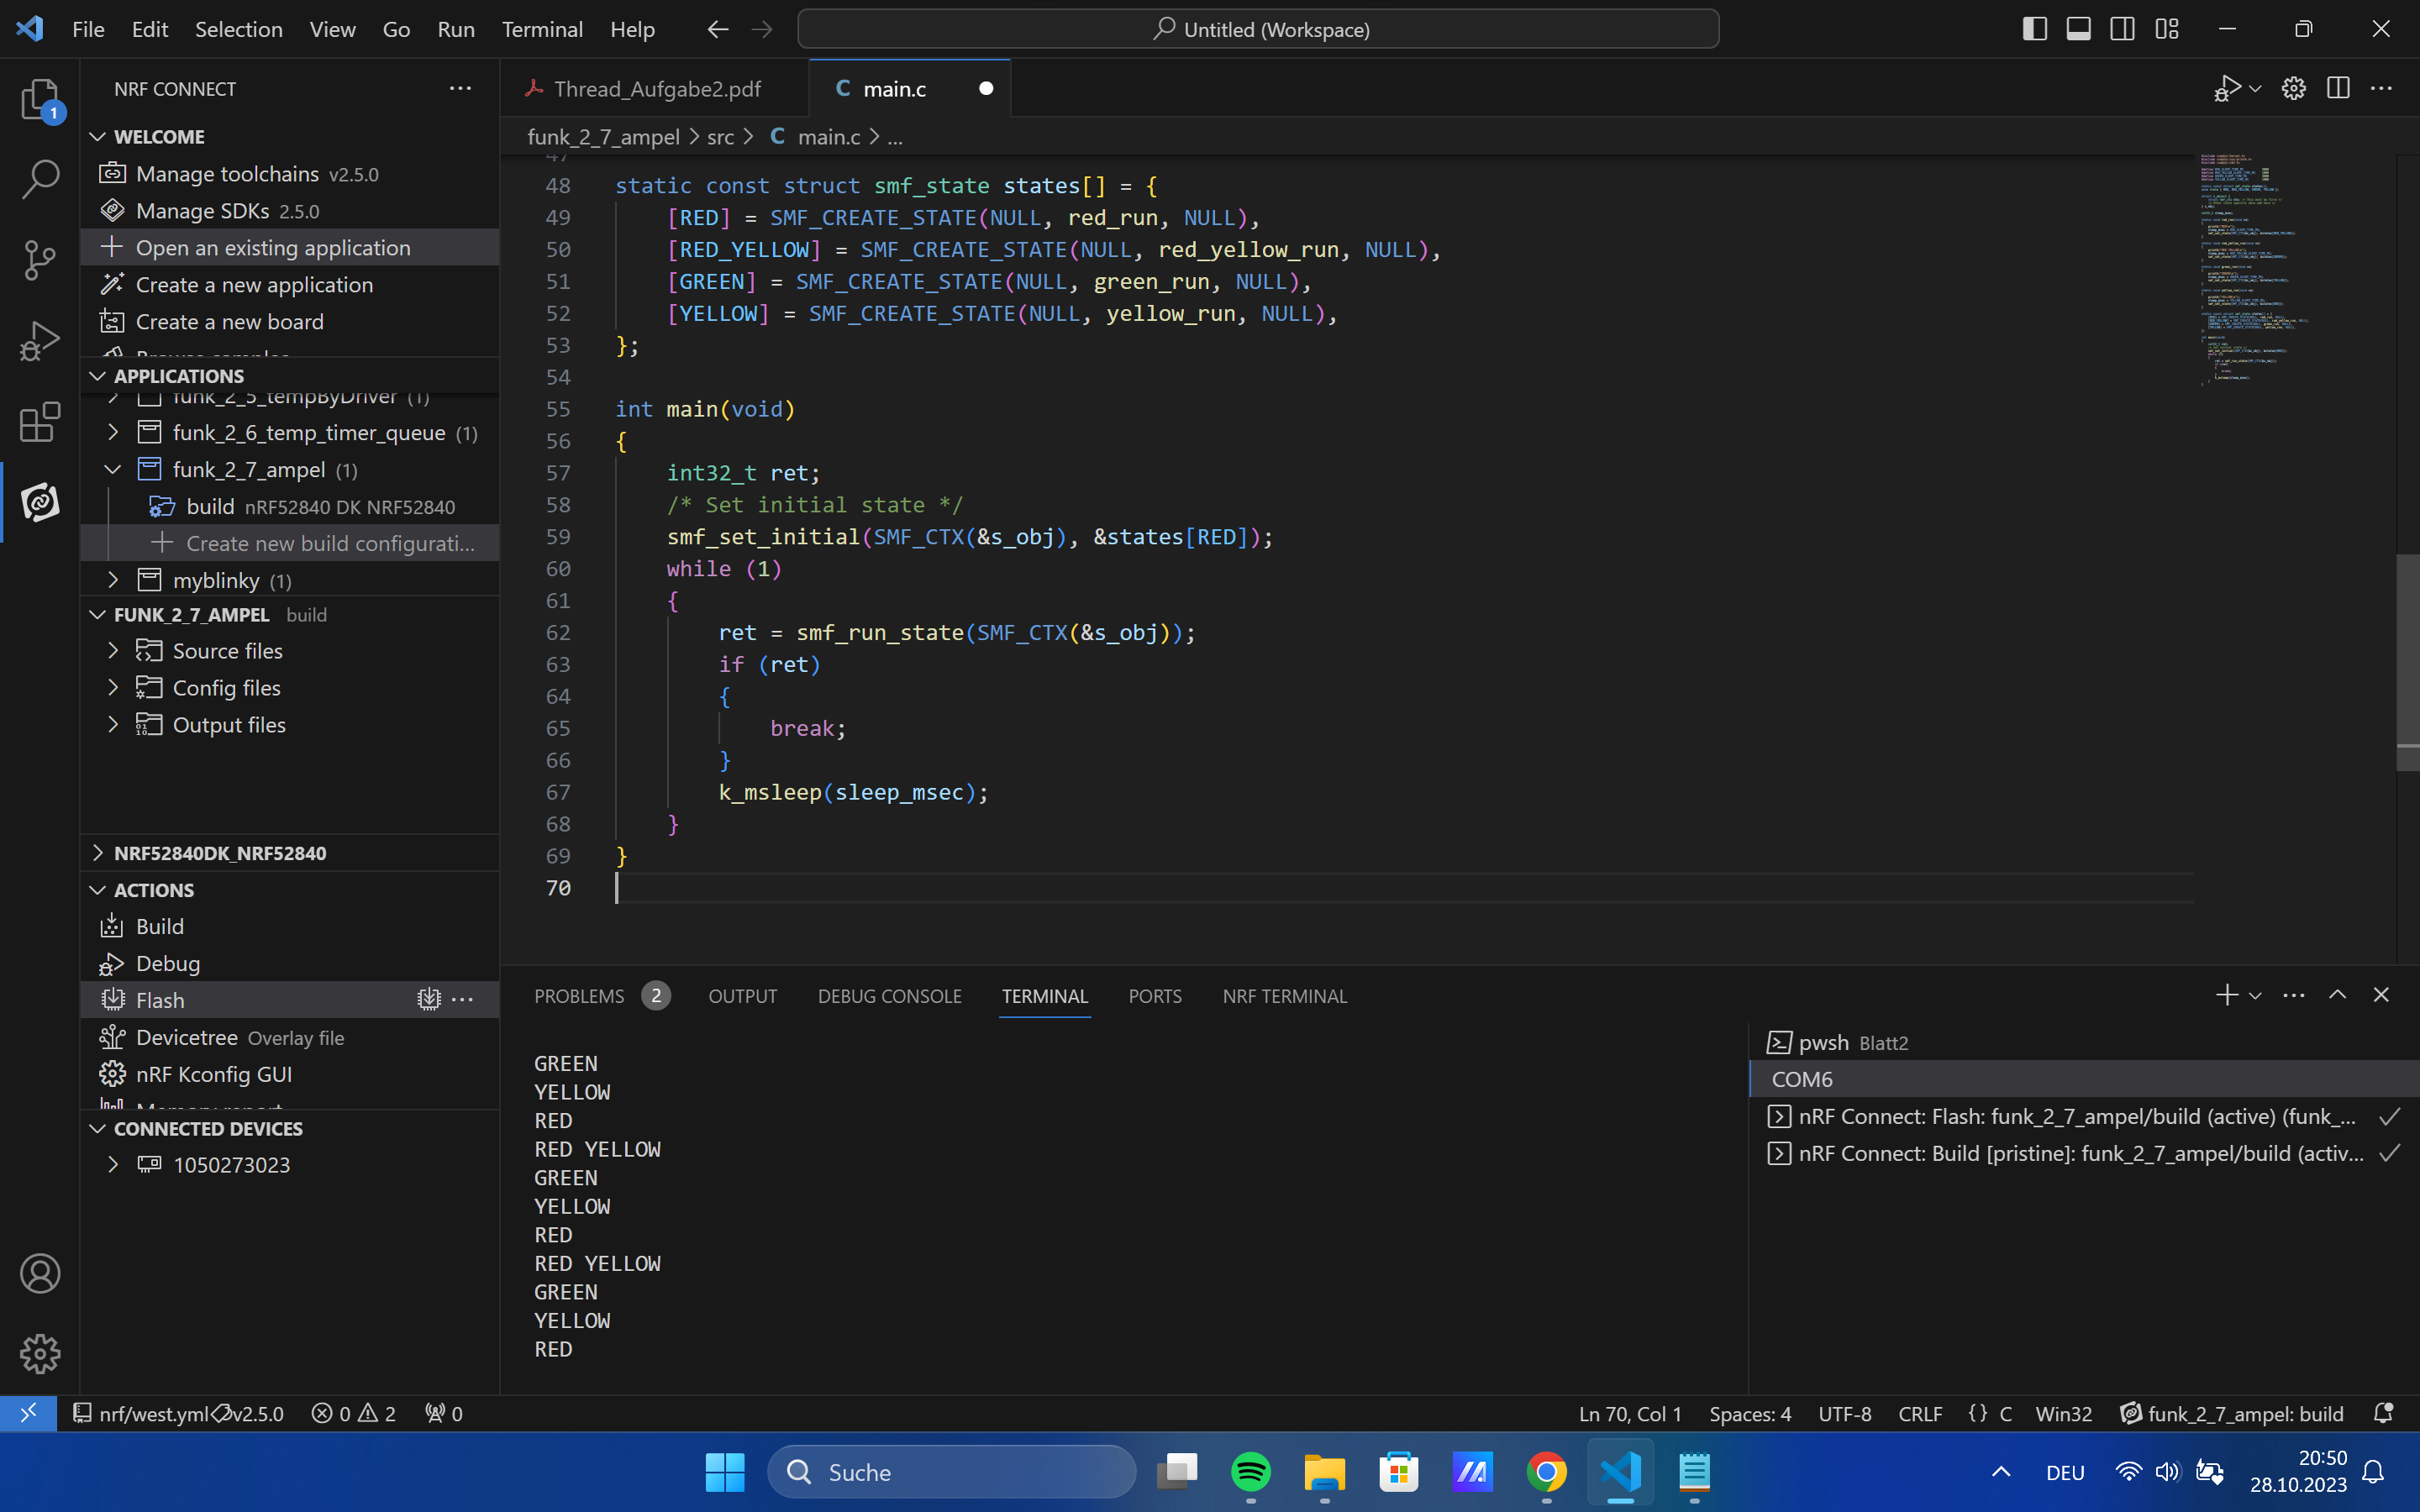 File Edit Selection View Go Run Terminal Help
Untitled (Workspace)
NRF CONNECT
WELCOME
Manage toolchains v2.5.0
Manage SDKs 2.5.0
Open an existing application
Create a new application
Create a new board
Browse samples
APPLICATIONS
funk_2_5_tempByDriver (1)
funk_2_6_temp_timer_queue (1)
funk_2_7_ampel (1)
build nRF52840 DK NRF52840
Create new build configurati...
myblinky (1)
FUNK_2_7_AMPEL build
Source files
Config files
Output files
NRF52840DK_NRF52840
ACTIONS
Build
Debug
Flash
Devicetree Overlay file
nRF Kconfig GUI
Memory report
CONNECTED DEVICES
1050273023
1
Thread_Aufgabe2.pdf
C main.c
funk_2_7_ampel > src > C main.c > ...
47
48 static const struct smf_state states[] = {
49 [RED] = SMF_CREATE_STATE(NULL, red_run, NULL),
50 [RED_YELLOW] = SMF_CREATE_STATE(NULL, red_yellow_run, NULL),
51 [GREEN] = SMF_CREATE_STATE(NULL, green_run, NULL),
52 [YELLOW] = SMF_CREATE_STATE(NULL, yellow_run, NULL),
53 };
54
55 int main(void)
56 {
57 int32_t ret;
58 /* Set initial state */
59 smf_set_initial(SMF_CTX(&s_obj), &states[RED]);
60 while (1)
61 {
62 ret = smf_run_state(SMF_CTX(&s_obj));
63 if (ret)
64 {
65 break;
66 }
67 k_msleep(sleep_msec);
68 }
69 }
70
PROBLEMS 2 OUTPUT DEBUG CONSOLE TERMINAL PORTS NRF TERMINAL
GREEN
YELLOW
RED
RED YELLOW
GREEN
YELLOW
RED
RED YELLOW
GREEN
YELLOW
RED
pwsh Blatt2
COM6
nRF Connect: Flash: funk_2_7_ampel/build (active) (funk_...
nRF Connect: Build [pristine]: funk_2_7_ampel/build (activ...
nrf/west.yml v2.5.0 0 2 0
Ln 70, Col 1 Spaces: 4 UTF-8 CRLF {} C Win32 funk_2_7_ampel: build
Suche
DEU
20:50
28.10.2023